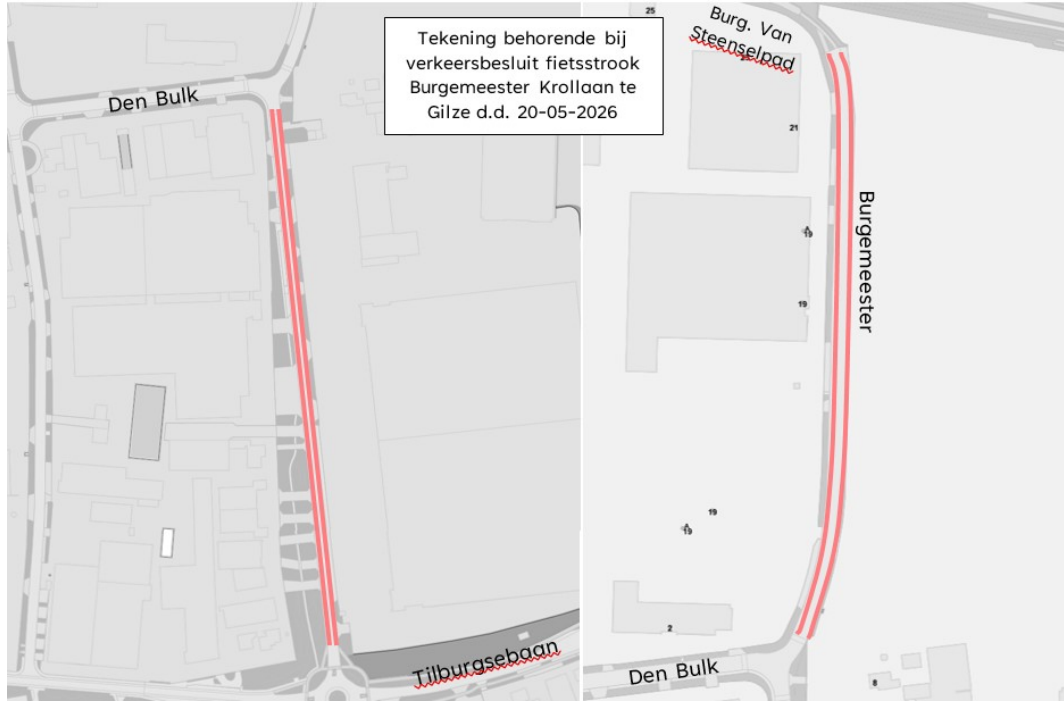 Tekening behorende bij
verkeersbesluit fietsstrook
Burgemeester Krollaan te
Gilze d.d. 20-05-2026
Den Bulk
Tilburgsebaan
25
Burg. Van
Steenselpad
21
19
Burgemeester
19
19
19
2
Den Bulk
8